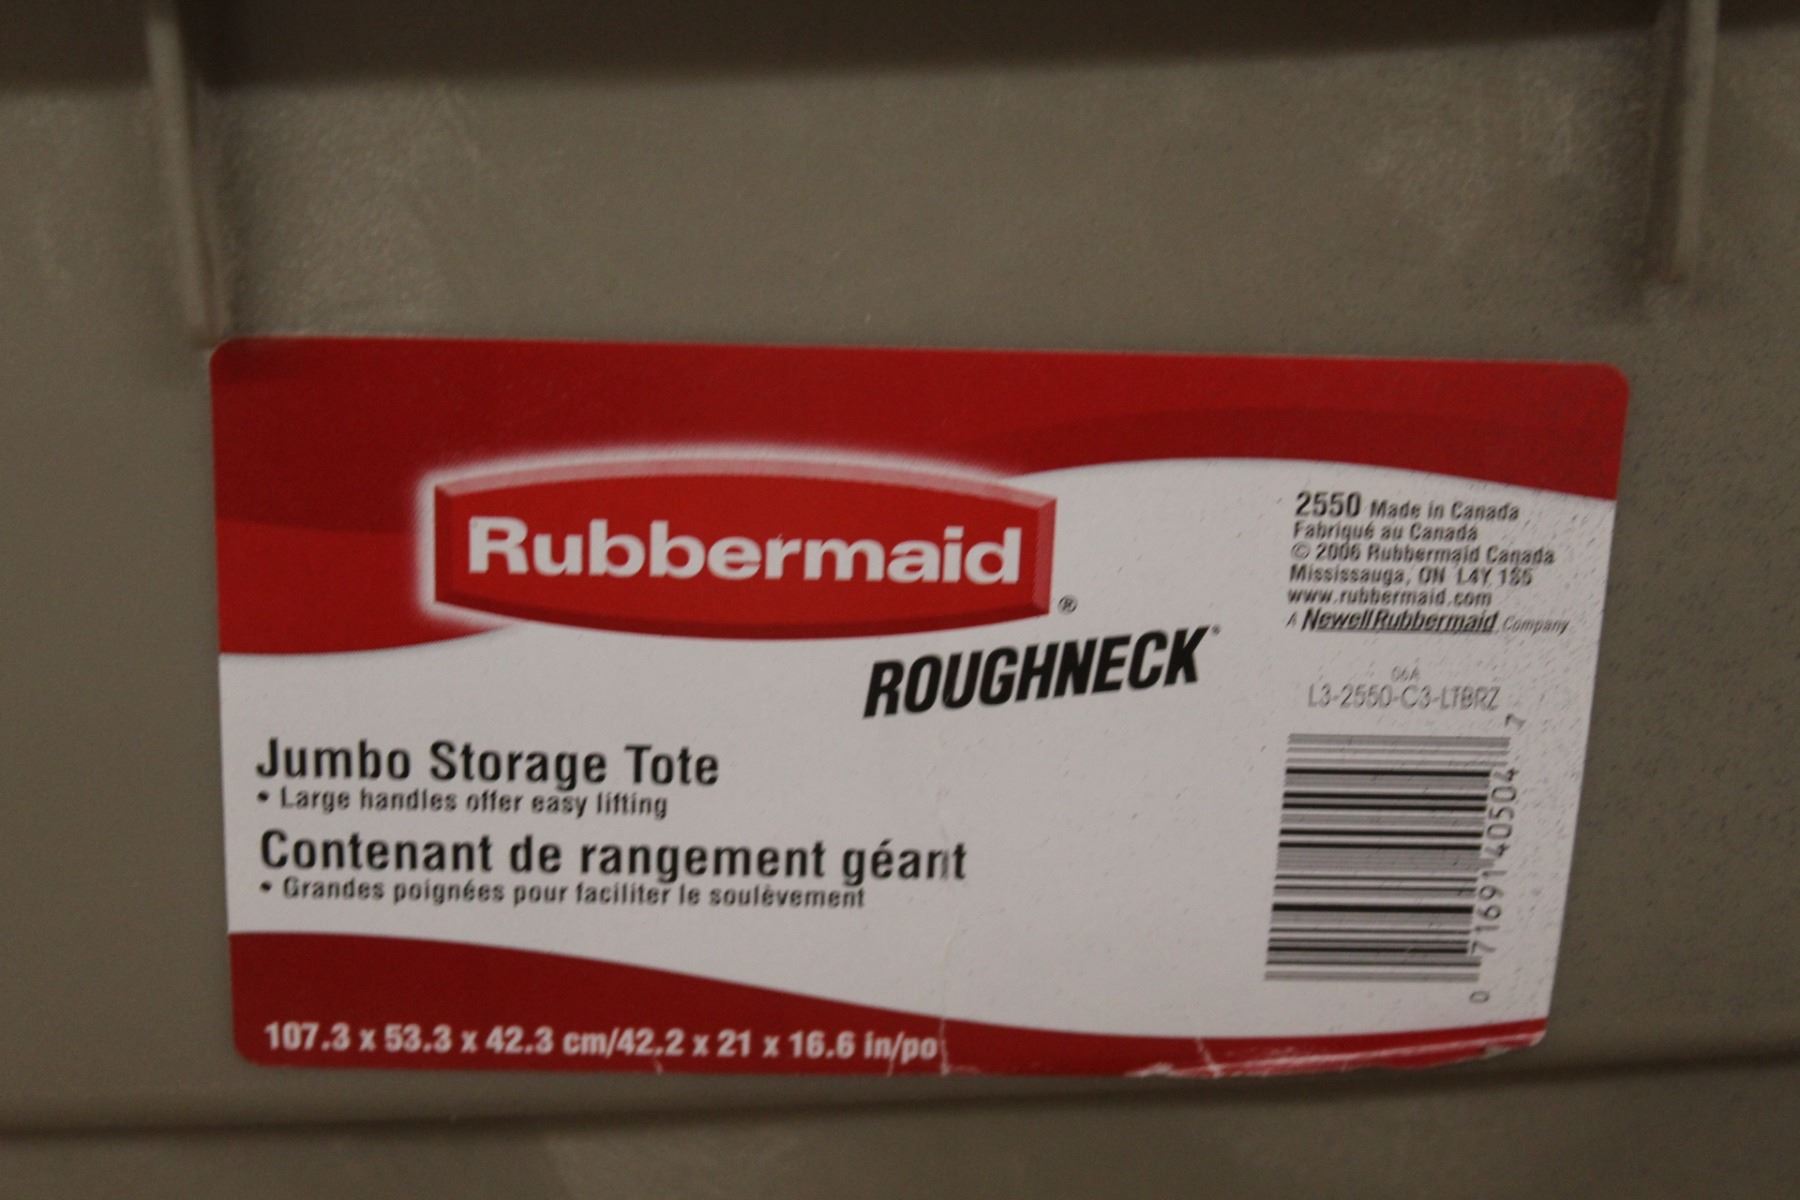 Rubbermaid®
ROUGHNECK
Jumbo Storage Tote
• Large handles offer easy lifting
Contenant de rangement géant
• Grandes poignées pour faciliter le soulèvement
107.3 x 53.3 x 42.3 cm/42.2 x 21 x 16.6 in/po
2550 Made in Canada
Fabriqué au Canada
© 2006 Rubbermaid Canada
Mississauga, ON L4Y 1S5
www.rubbermaid.com
A Newell Rubbermaid Company
06A
L3-2550-C3-LTBRZ
0 71691 40504 7